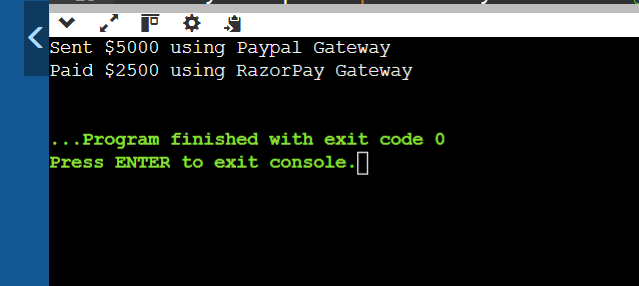 Sent $5000 using Paypal Gateway
Paid $2500 using RazorPay Gateway
...Program finished with exit code 0
Press ENTER to exit console.